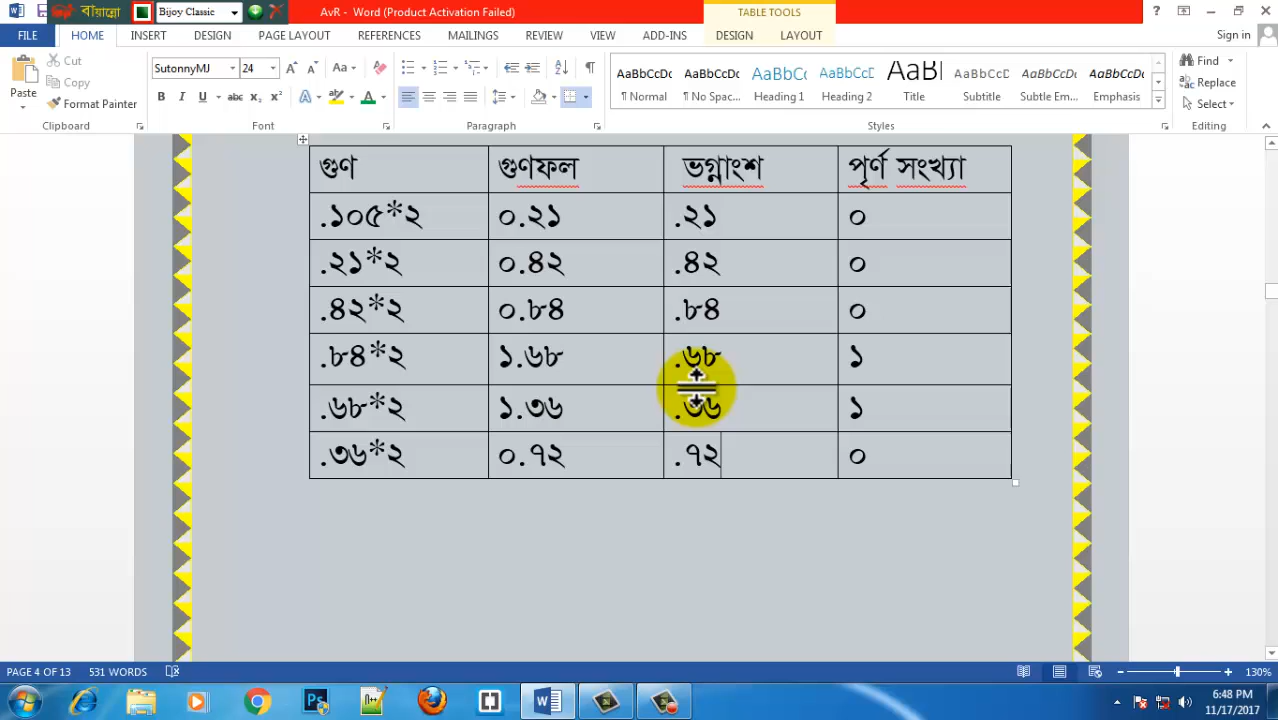 বায়ান্নো Bijoy Classic AvR - Word (Product Activation Failed) TABLE TOOLS ?
FILE HOME INSERT DESIGN PAGE LAYOUT REFERENCES MAILINGS REVIEW VIEW ADD-INS DESIGN LAYOUT Sign in
Paste Cut Copy Format Painter
Clipboard
SutonnyMJ 24
Font
Paragraph
AaBbCcDc AaBbCcDc AaBbCc AaBbCcC AaBl AaBbCcD AaBbCcDc AaBbCcDc
¶ Normal ¶ No Spac... Heading 1 Heading 2 Title Subtitle Subtle Em... Emphasis
Styles
Find
Replace
Select
Editing
গুণ গুণফল ভগ্নাংশ পূর্ণ সংখ্যা
.১০৫*২ ০.২১ .২১ ০
.২১*২ ০.৪২ .৪২ ০
.৪২*২ ০.৮৪ .৮৪ ০
.৮৪*২ ১.৬৮ .৬৮ ১
.৬৮*২ ১.৩৬ .৩৬ ১
.৩৬*২ ০.৭২ .৭২ ০
PAGE 4 OF 13 531 WORDS 130%
6:48 PM
11/17/2017